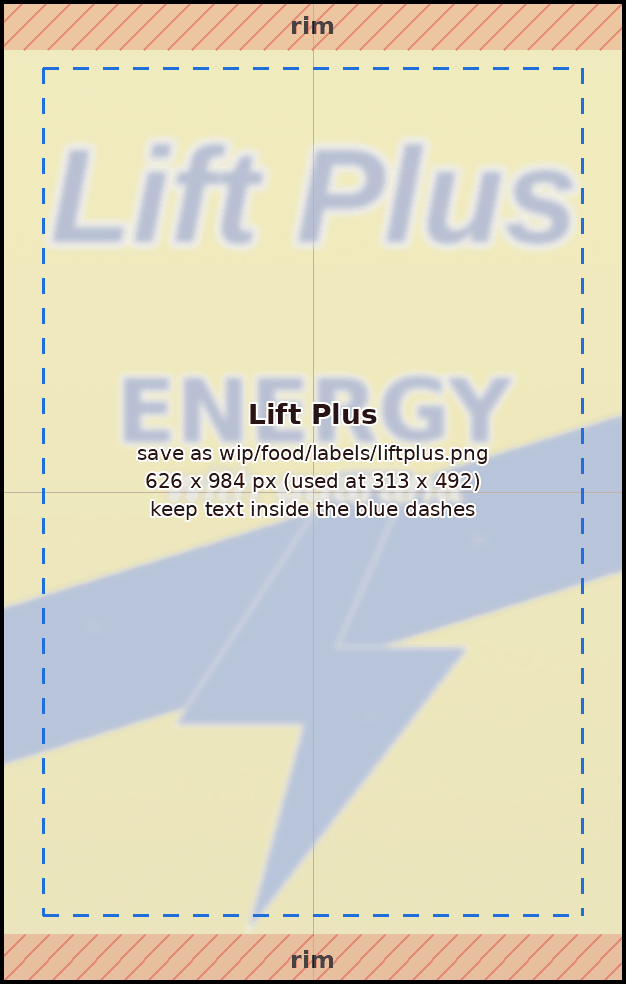 rim
Lift Plus
ENERGY
Lift Plus
save as wip/food/labels/liftplus.png
626 x 984 px (used at 313 x 492)
keep text inside the blue dashes
rim